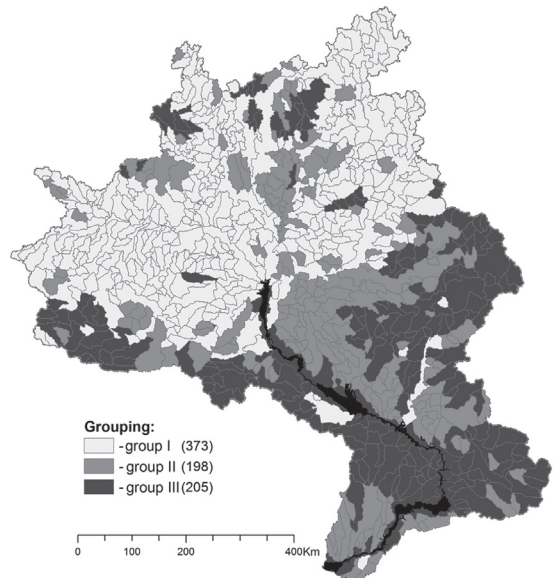 Grouping:
-group I (373)
-group II (198)
-group III(205)
0 100 200 400Km